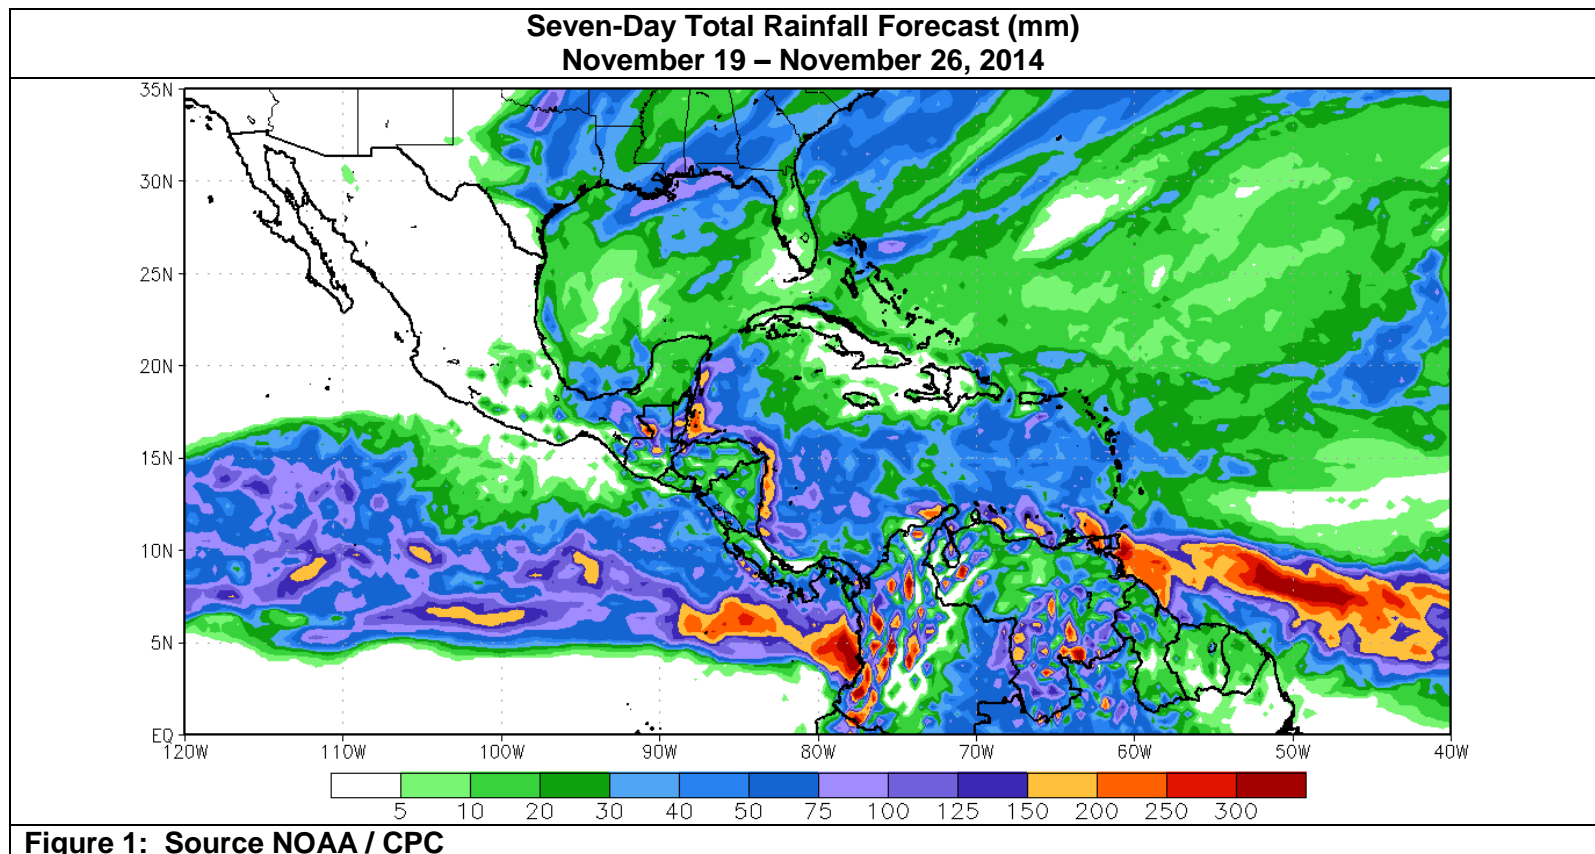 Seven-Day Total Rainfall Forecast (mm)
November 19 – November 26, 2014
35N
30N
25N
20N
15N
10N
5N
EQ
120W 110W 100W 90W 80W 70W 60W 50W 40W
5 10 20 30 40 50 75 100 125 150 200 250 300
Figure 1: Source NOAA / CPC